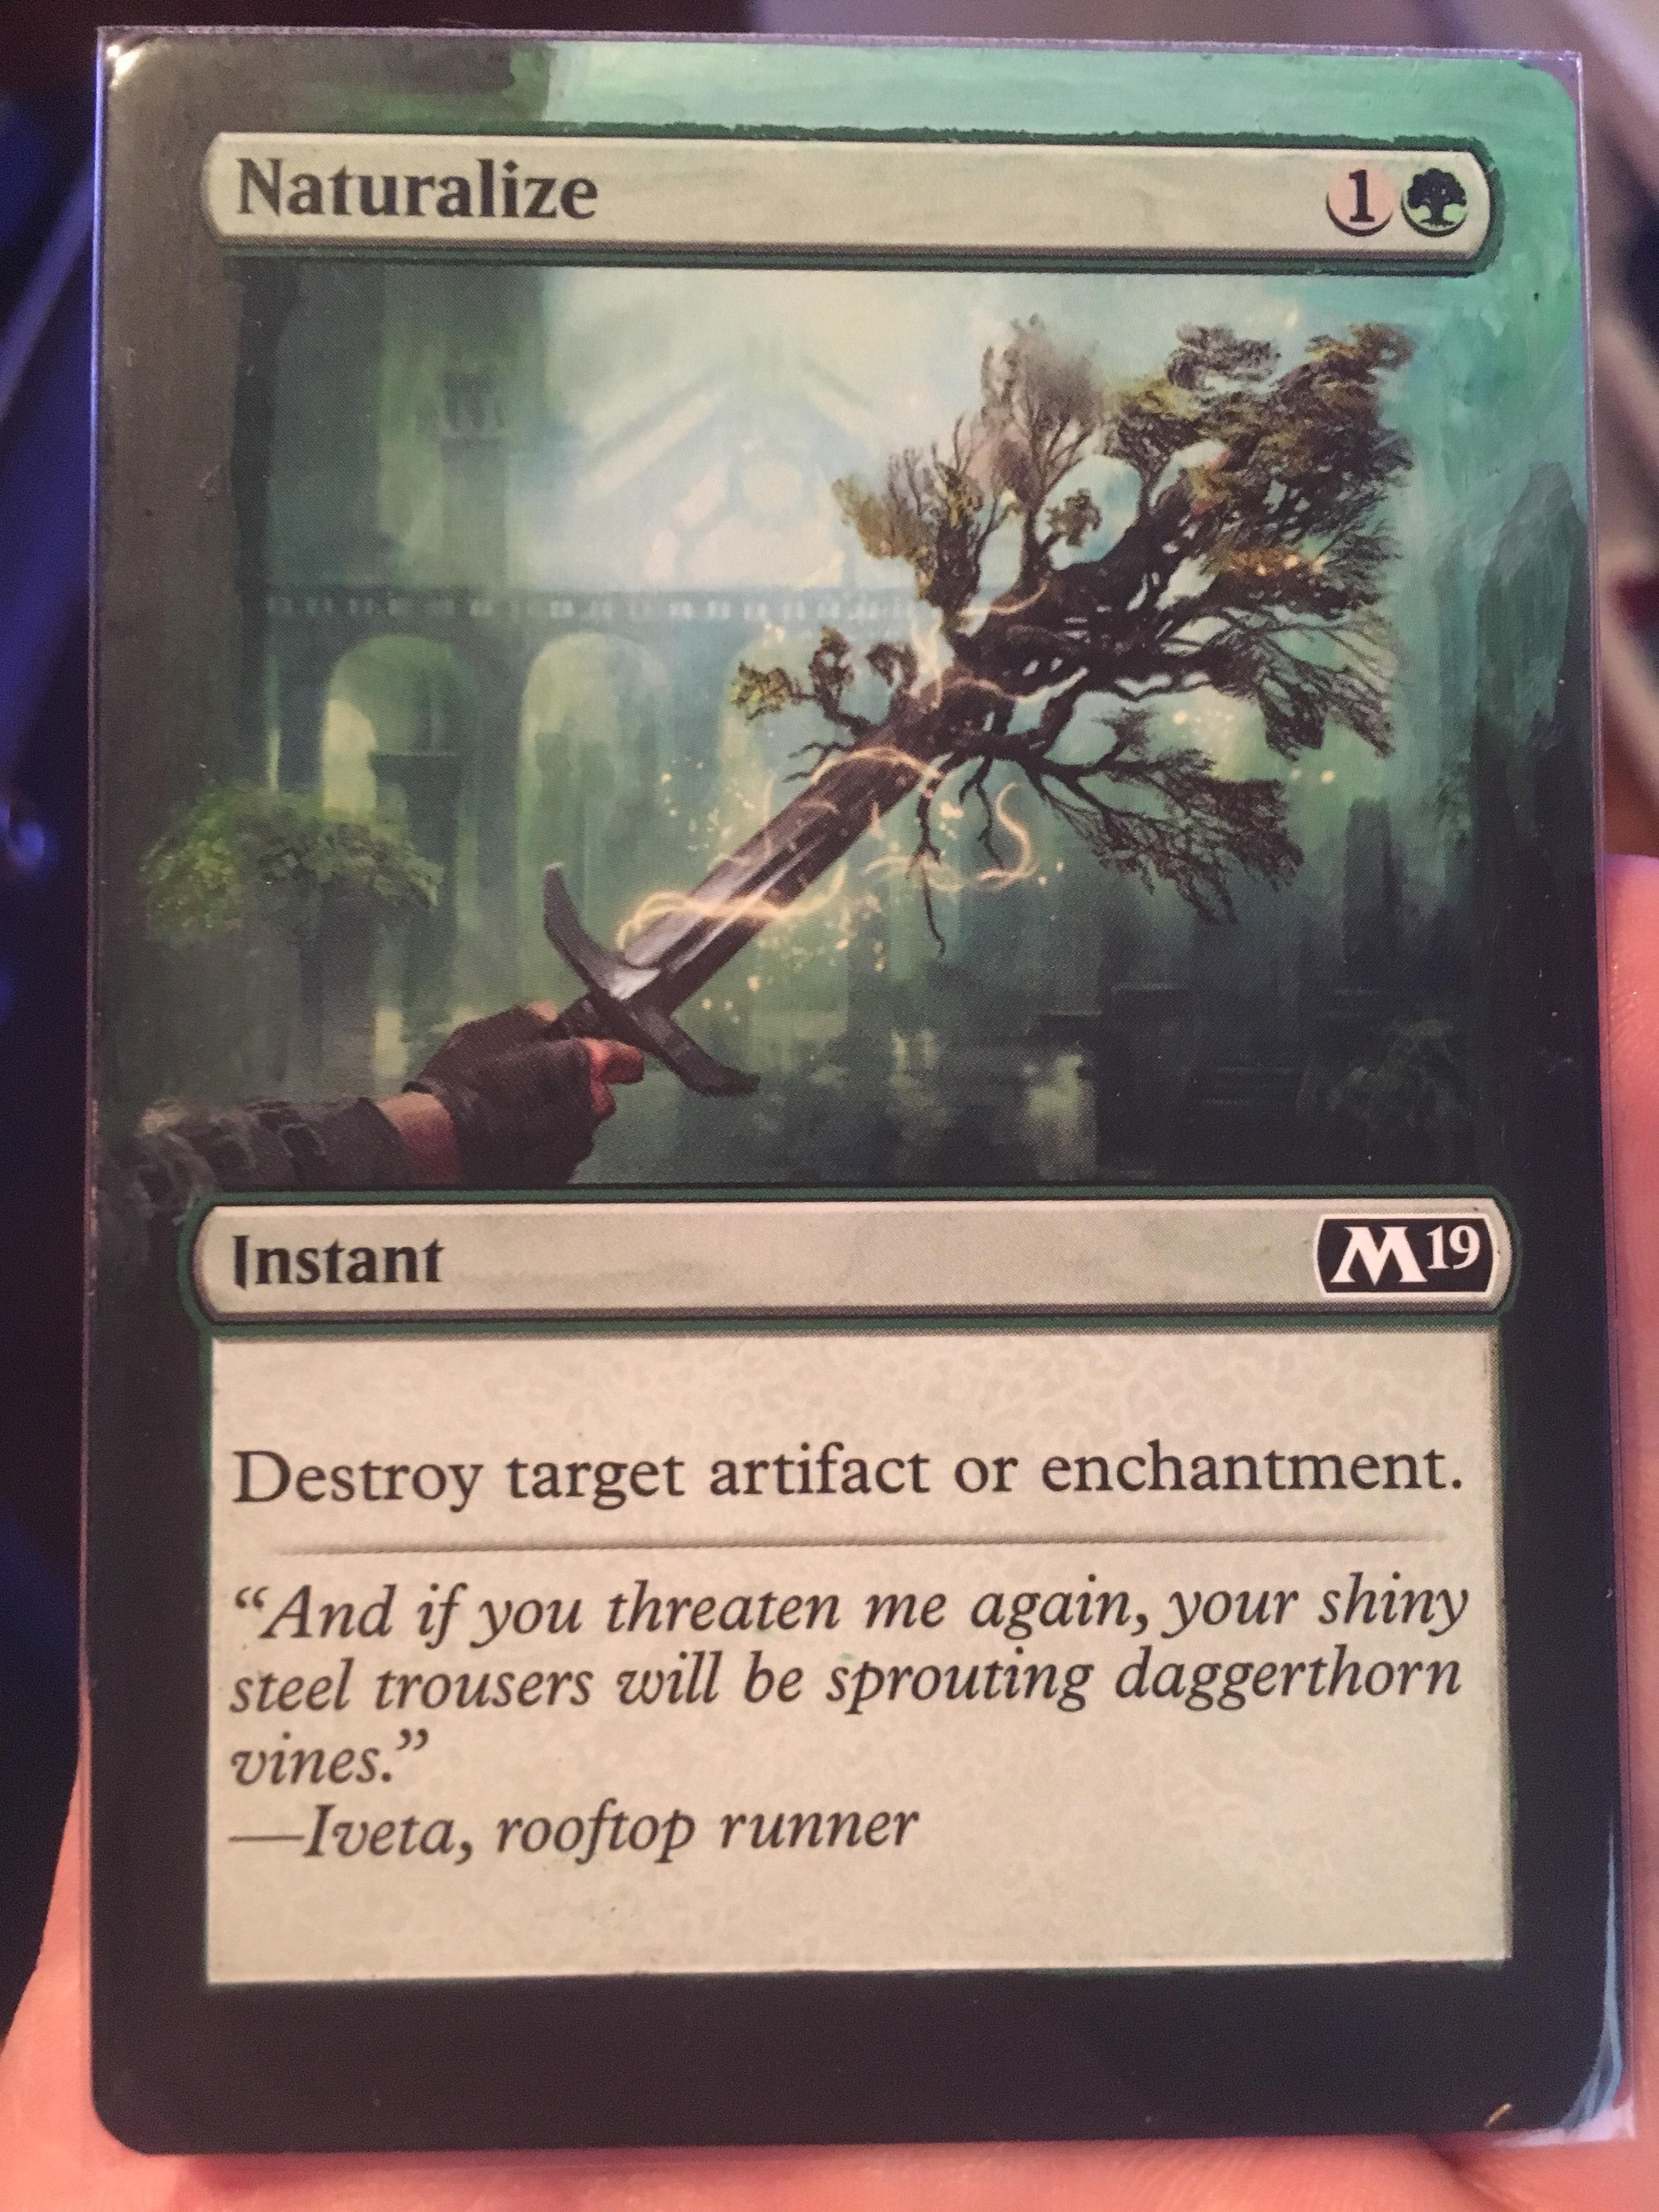 Naturalize 1
Instant M19
Destroy target artifact or enchantment.
“And if you threaten me again, your shiny
steel trousers will be sprouting daggerthorn
vines.”
—Iveta, rooftop runner